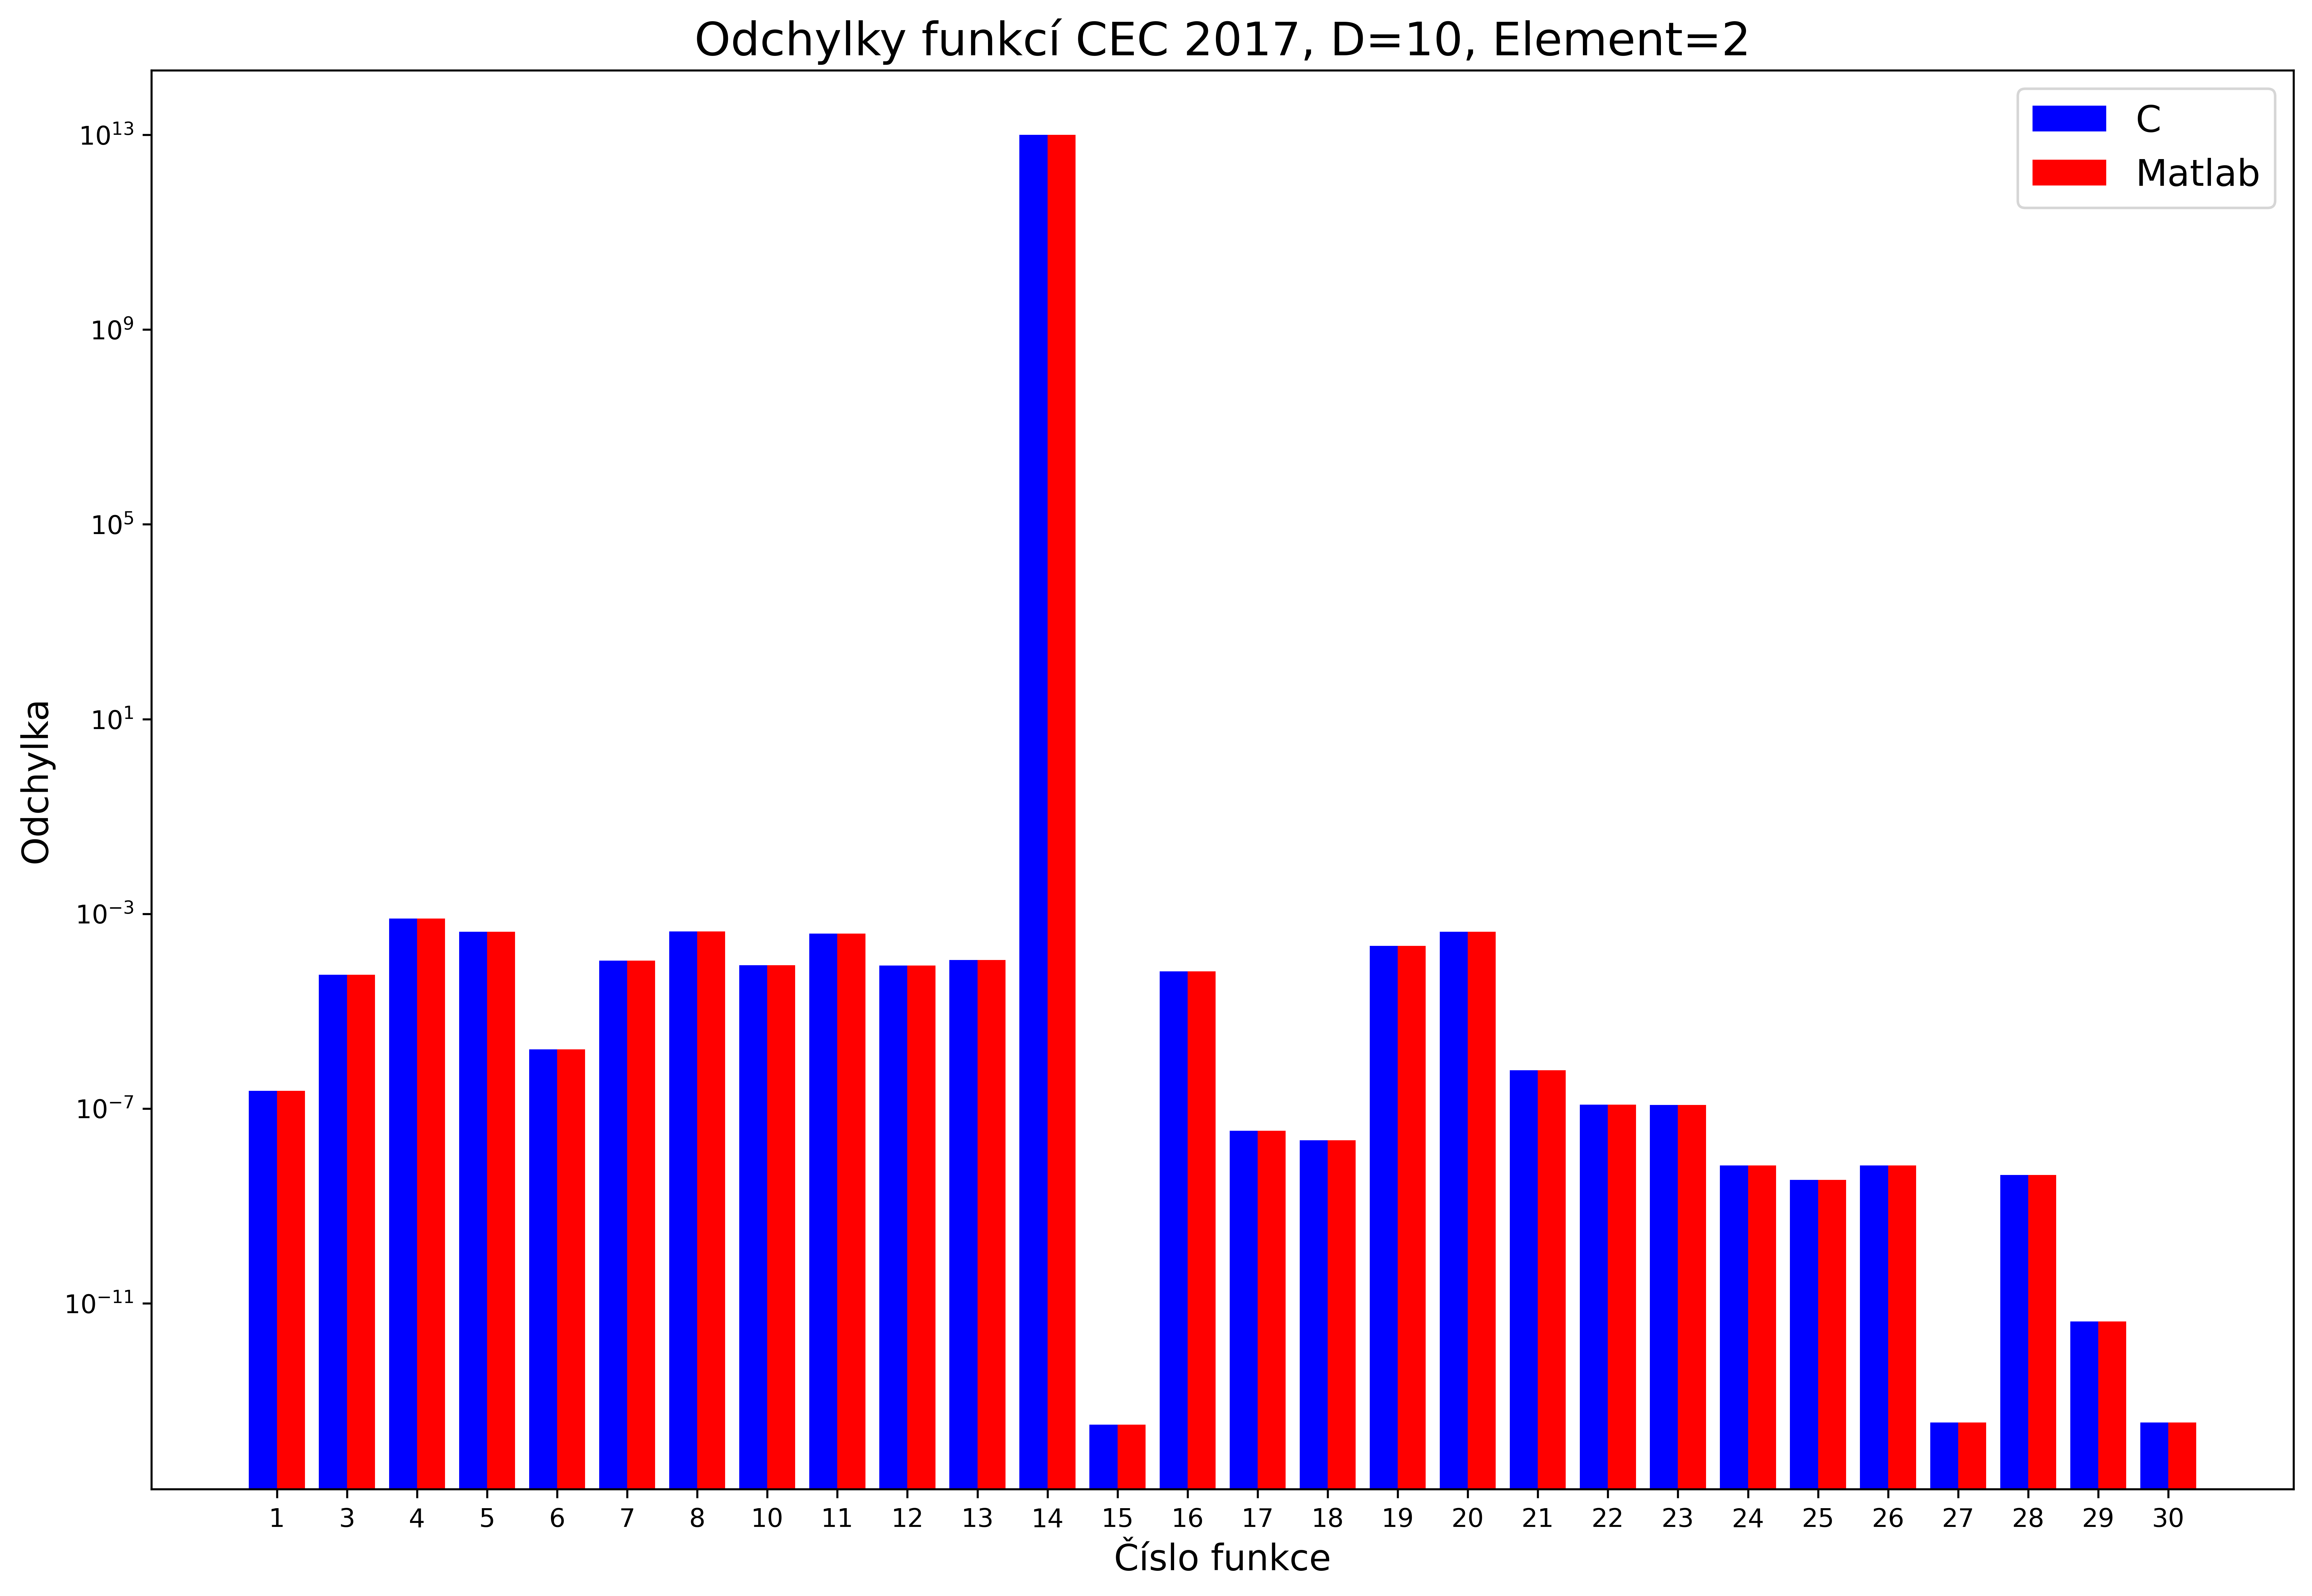 Odchylky funkcí CEC 2017, D=10, Element=2
C
Matlab
10¹³
10⁹
10⁵
10¹
10⁻³
10⁻⁷
10⁻¹¹
Odchylka
1 3 4 5 6 7 8 10 11 12 13 14 15 16 17 18 19 20 21 22 23 24 25 26 27 28 29 30
Číslo funkce